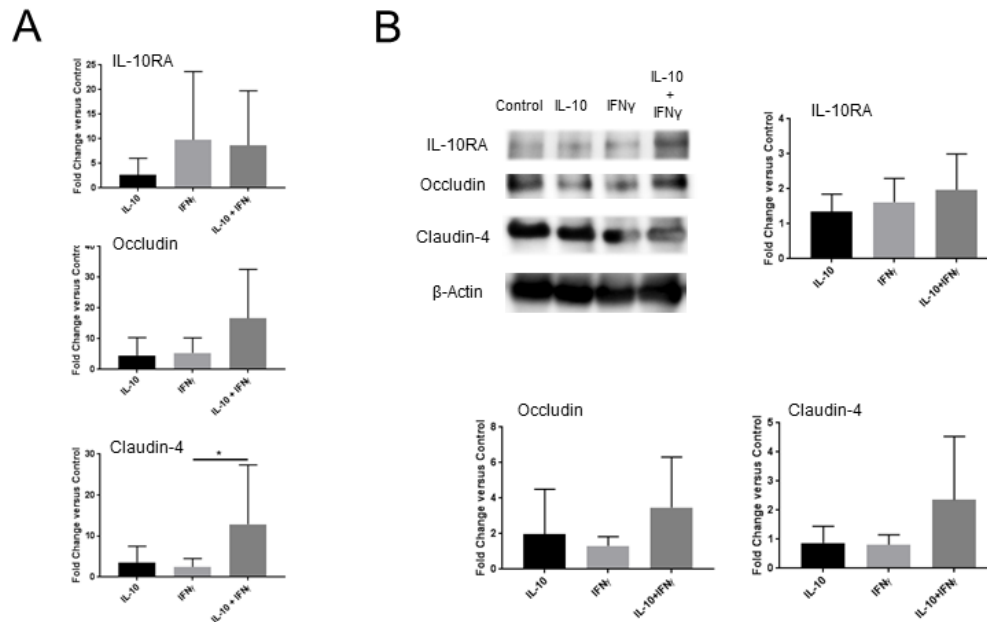 A
IL-10RA
Fold Change versus Control
25
20
15
10
5
0
IL-10
IFNγ
IL-10 + IFNγ
Occludin
Fold Change versus Contro
40
30
20
10
0
IL-10
IFNγ
IL-10 + IFNγ
Claudin-4
Fold Change versus Control
30
20
10
0
*
IL-10
IFNγ
IL-10 + IFNγ
B
Control IL-10 IFNγ IL-10 + IFNγ
IL-10RA
Occludin
Claudin-4
β-Actin
IL-10RA
Fold Change versus Control
4
3
2
1
0
IL-10
IFNγ
IL-10+IFNγ
Occludin
Fold Change versus Control
8
6
4
2
0
IL-10
IFNγ
IL-10+IFNγ
Claudin-4
Fold Change versus Control
5
4
3
2
1
0
IL-10
IFNγ
IL-10+IFNγ